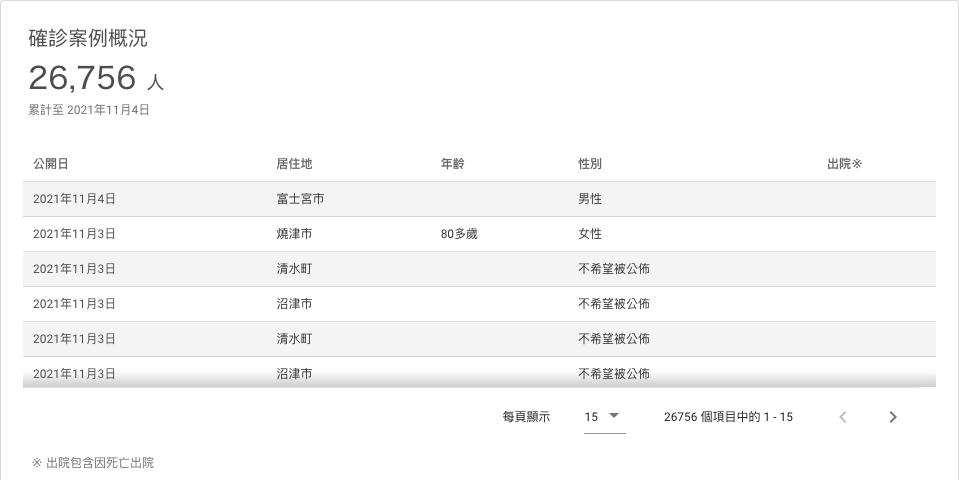 確診案例概況
26,756 人
累計至 2021年11月4日
公開日 居住地 年齡 性別 出院※
2021年11月4日 富士宮市 男性
2021年11月3日 燒津市 80多歲 女性
2021年11月3日 清水町 不希望被公佈
2021年11月3日 沼津市 不希望被公佈
2021年11月3日 清水町 不希望被公佈
2021年11月3日 沼津市 不希望被公佈
每頁顯示 15 26756 個項目中的 1 - 15
※ 出院包含因死亡出院